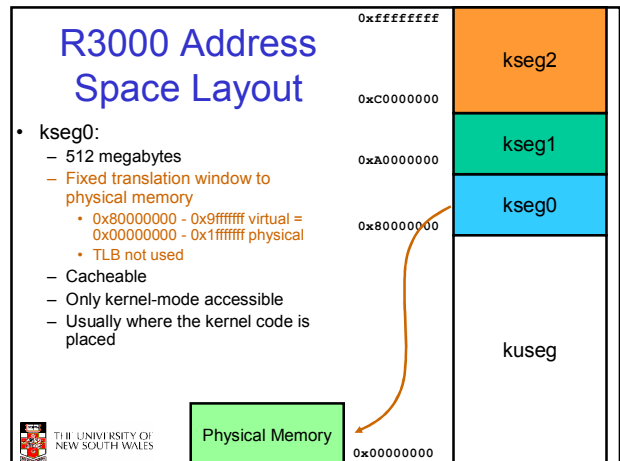 R3000 Address
Space Layout
• kseg0:
– 512 megabytes
– Fixed translation window to
physical memory
• 0x80000000 - 0x9fffffff virtual =
0x00000000 - 0x1fffffff physical
• TLB not used
– Cacheable
– Only kernel-mode accessible
– Usually where the kernel code is
placed
0xffffffff
0xC0000000
0xA0000000
0x80000000
0x00000000
kseg2
kseg1
kseg0
kuseg
Physical Memory
THE UNIVERSITY OF
NEW SOUTH WALES